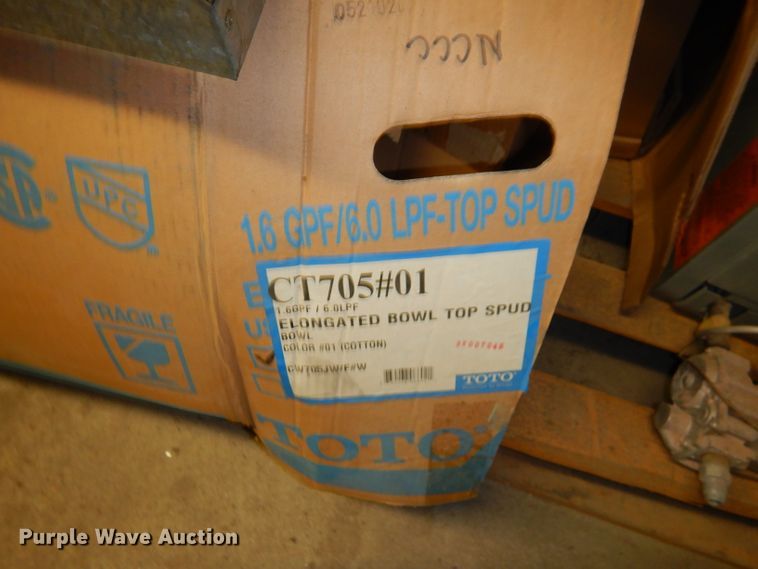 NCCC
UPC
1.6 GPF/6.0 LPF-TOP SPUD
CT705#01
1.6GPF / 6.0LPF
ELONGATED BOWL TOP SPUD
BOWL
COLOR #01 (COTTON)
CW705JW/F#W
TOTO
FRAGILE
TOTO
Purple Wave Auction